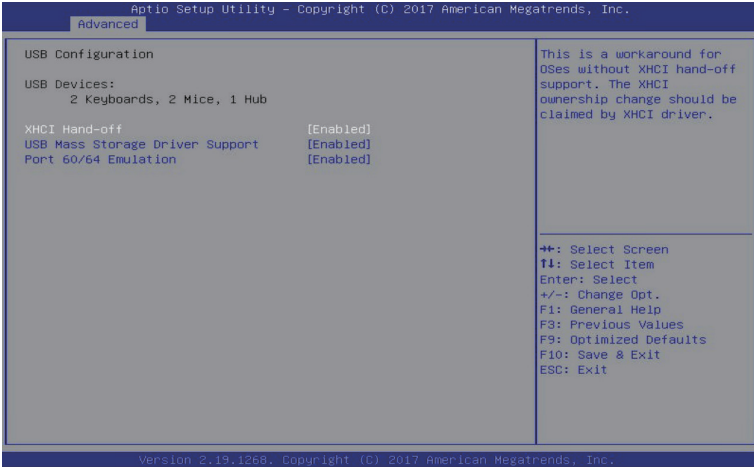 Aptio Setup Utility – Copyright (C) 2017 American Megatrends, Inc.
Advanced
USB Configuration
USB Devices:
2 Keyboards, 2 Mice, 1 Hub
XHCI Hand-off [Enabled]
USB Mass Storage Driver Support [Enabled]
Port 60/64 Emulation [Enabled]
This is a workaround for
OSes without XHCI hand-off
support. The XHCI
ownership change should be
claimed by XHCI driver.
→←: Select Screen
↑↓: Select Item
Enter: Select
+/-: Change Opt.
F1: General Help
F3: Previous Values
F9: Optimized Defaults
F10: Save & Exit
ESC: Exit
Version 2.19.1268. Copyright (C) 2017 American Megatrends, Inc.